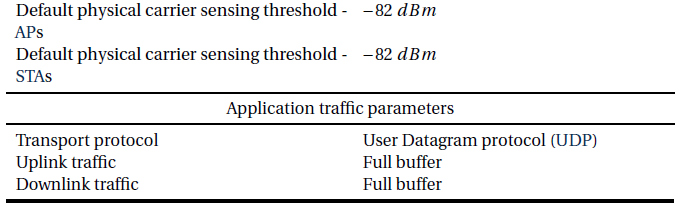 Default physical carrier sensing threshold - −82 dBm
APs
Default physical carrier sensing threshold - −82 dBm
STAs
Application traffic parameters
Transport protocol User Datagram protocol (UDP)
Uplink traffic Full buffer
Downlink traffic Full buffer